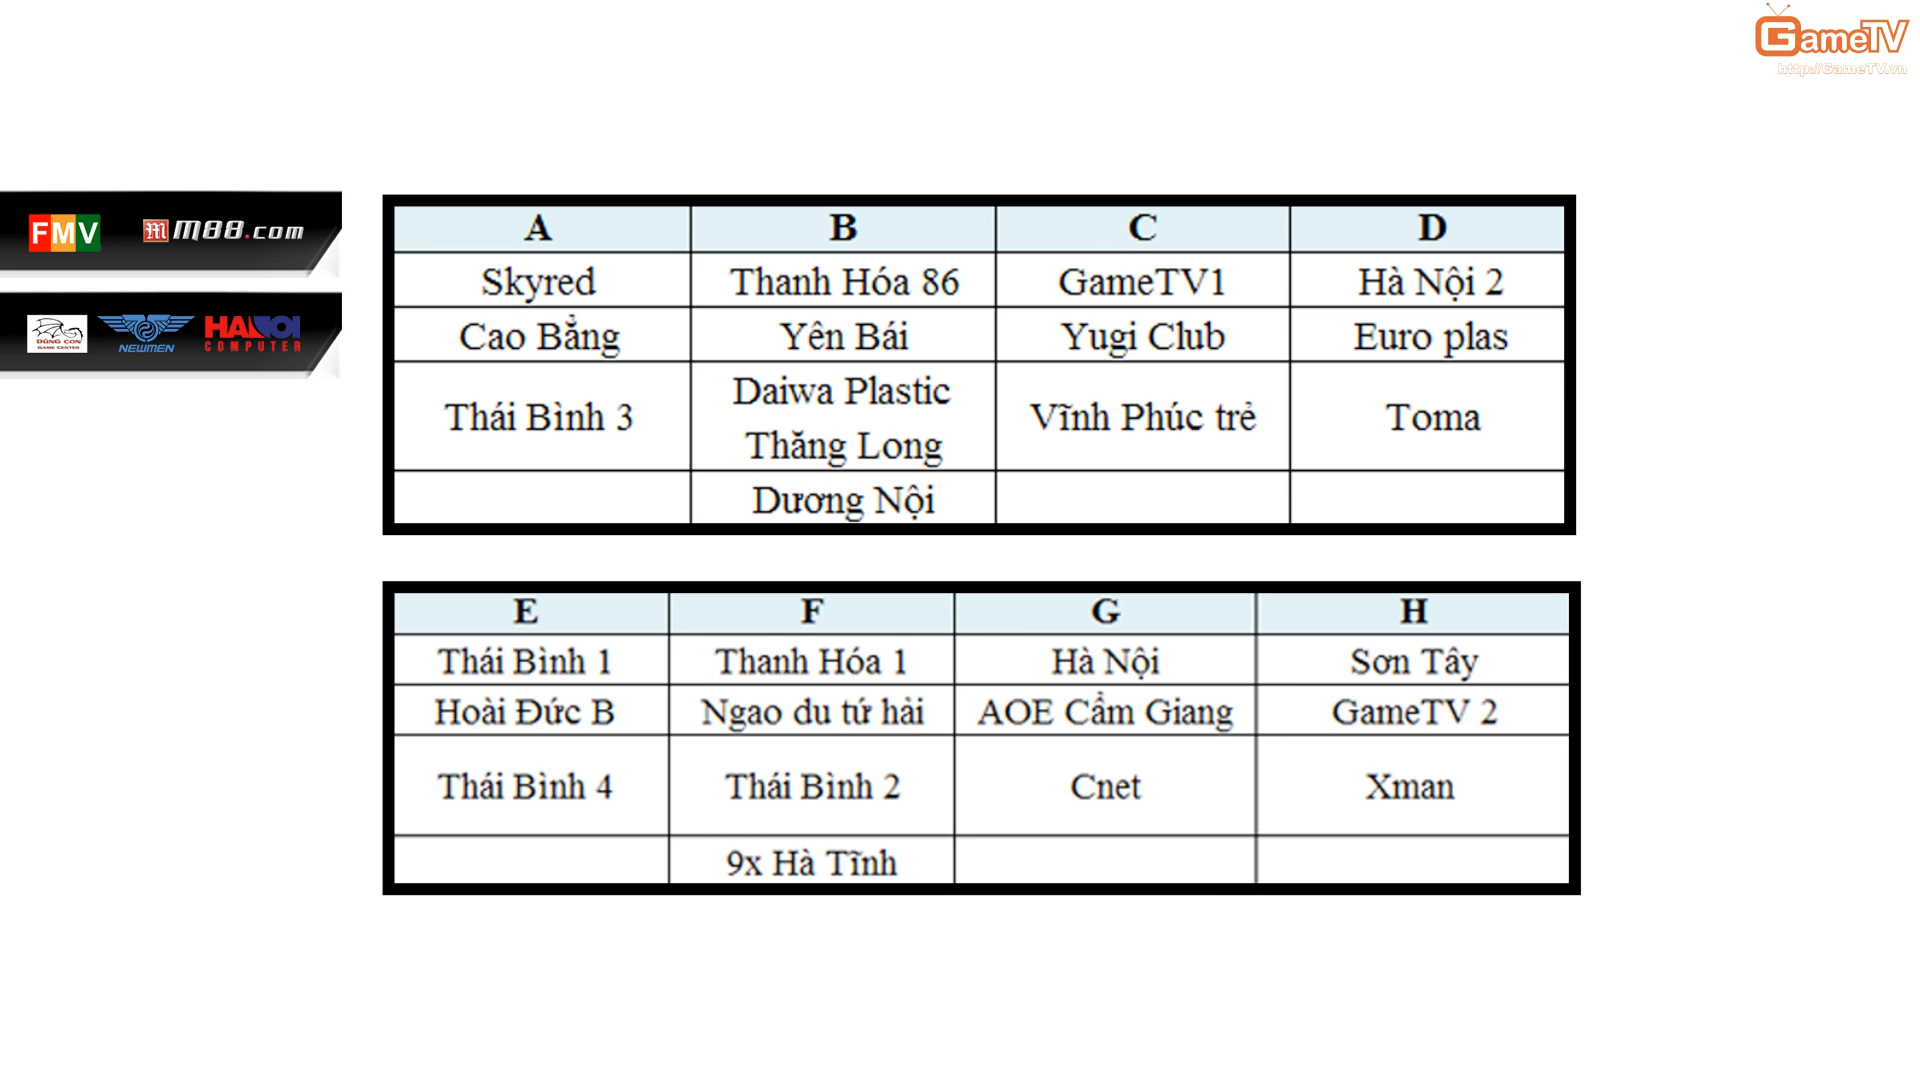 GameTV
http://GameTV.vn
FMV
M88.com
DŨNG CON
GAME CENTER
NEWMEN
HANOI
COMPUTER
A B C D
Skyred Thanh Hóa 86 GameTV1 Hà Nội 2
Cao Bằng Yên Bái Yugi Club Euro plas
Thái Bình 3 Daiwa Plastic Thăng Long Vĩnh Phúc trẻ Toma
Dương Nội
E F G H
Thái Bình 1 Thanh Hóa 1 Hà Nội Sơn Tây
Hoài Đức B Ngao du tứ hải AOE Cẩm Giang GameTV 2
Thái Bình 4 Thái Bình 2 Cnet Xman
9x Hà Tĩnh